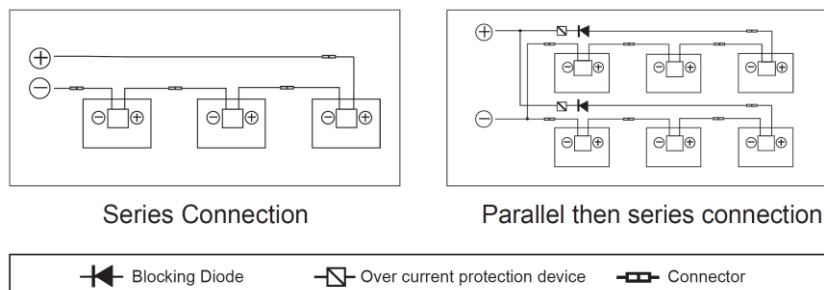 Series Connection
Parallel then series connection
Blocking Diode
Over current protection device
Connector